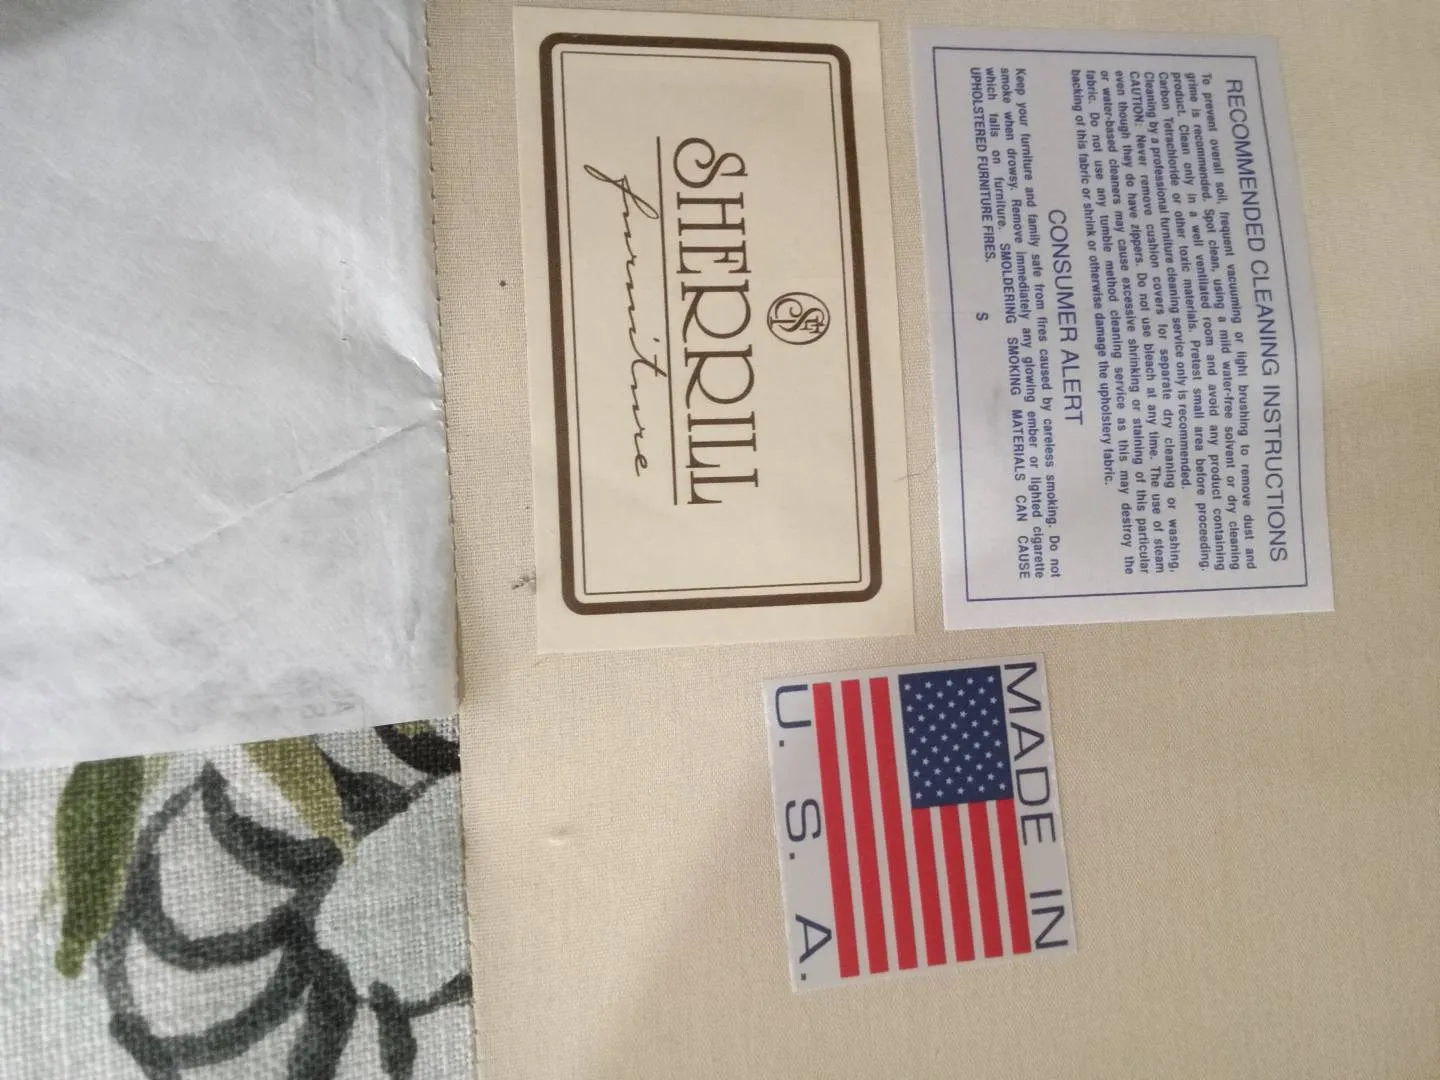 RECOMMENDED CLEANING INSTRUCTIONS
To prevent overall soil, frequent vacuuming or light brushing to remove dust and
grime is recommended. Spot clean, using a mild water-free solvent or dry cleaning
product. Clean only in a well ventilated room and avoid any product containing
Carbon Tetrachloride or other toxic materials. Pretest small area before proceeding.
Cleaning by a professional furniture cleaning service only is recommended.
CAUTION: Never remove cushion covers for separate dry cleaning or washing,
even though they do have zippers. Do not use bleach at any time. The use of steam
or water-based cleaners may cause excessive shrinking or staining of this particular
fabric. Do not use any tumble method cleaning service as this may destroy the
backing of this fabric or shrink or otherwise damage the upholstery fabric.
CONSUMER ALERT
Keep your furniture and family safe from fires caused by careless smoking. Do not
smoke when drowsy. Remove immediately any glowing ember or lighted cigarette
which falls on furniture. SMOLDERING SMOKING MATERIALS CAN CAUSE
UPHOLSTERED FURNITURE FIRES.
S
SHERRILL
furniture
MADE IN
U.S.A.